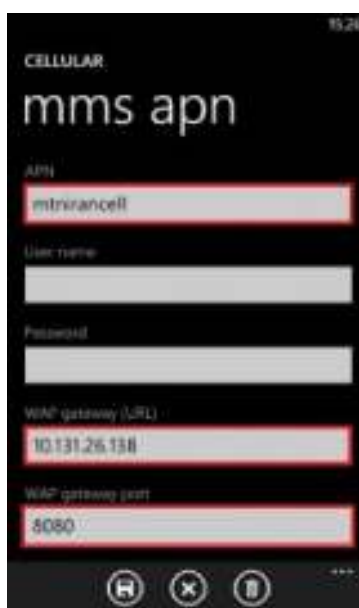 15:26
CELLULAR
mms apn
APN
mtnirancell
User name
Password
WAP gateway (URL)
10.131.26.138
WAP gateway port
8080